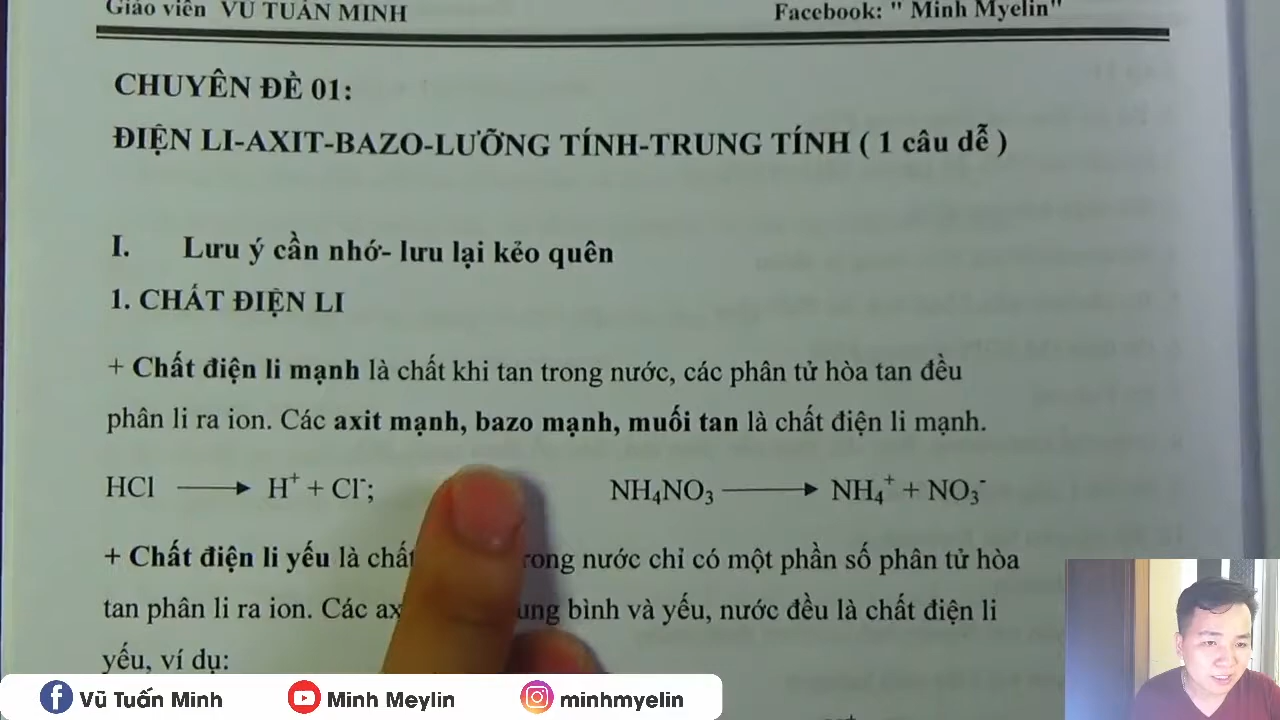 Giáo viên VŨ TUẤN MINH Facebook: " Minh Myelin"
CHUYÊN ĐỀ 01:
ĐIỆN LI-AXIT-BAZO-LƯỠNG TÍNH-TRUNG TÍNH ( 1 câu dễ )
I. Lưu ý cần nhớ- lưu lại kẻo quên
1. CHẤT ĐIỆN LI
+ Chất điện li mạnh là chất khi tan trong nước, các phân tử hòa tan đều
phân li ra ion. Các axit mạnh, bazo mạnh, muối tan là chất điện li mạnh.
HCl ⟶ H⁺ + Cl⁻; NH₄NO₃ ⟶ NH₄⁺ + NO₃⁻
+ Chất điện li yếu là chất nước chỉ có một phần số phân tử hòa
tan phân li ra ion. Các bình và yếu, nước đều là chất điện li
yếu, ví dụ:
Vũ Tuấn Minh Minh Meylin minhmyelin